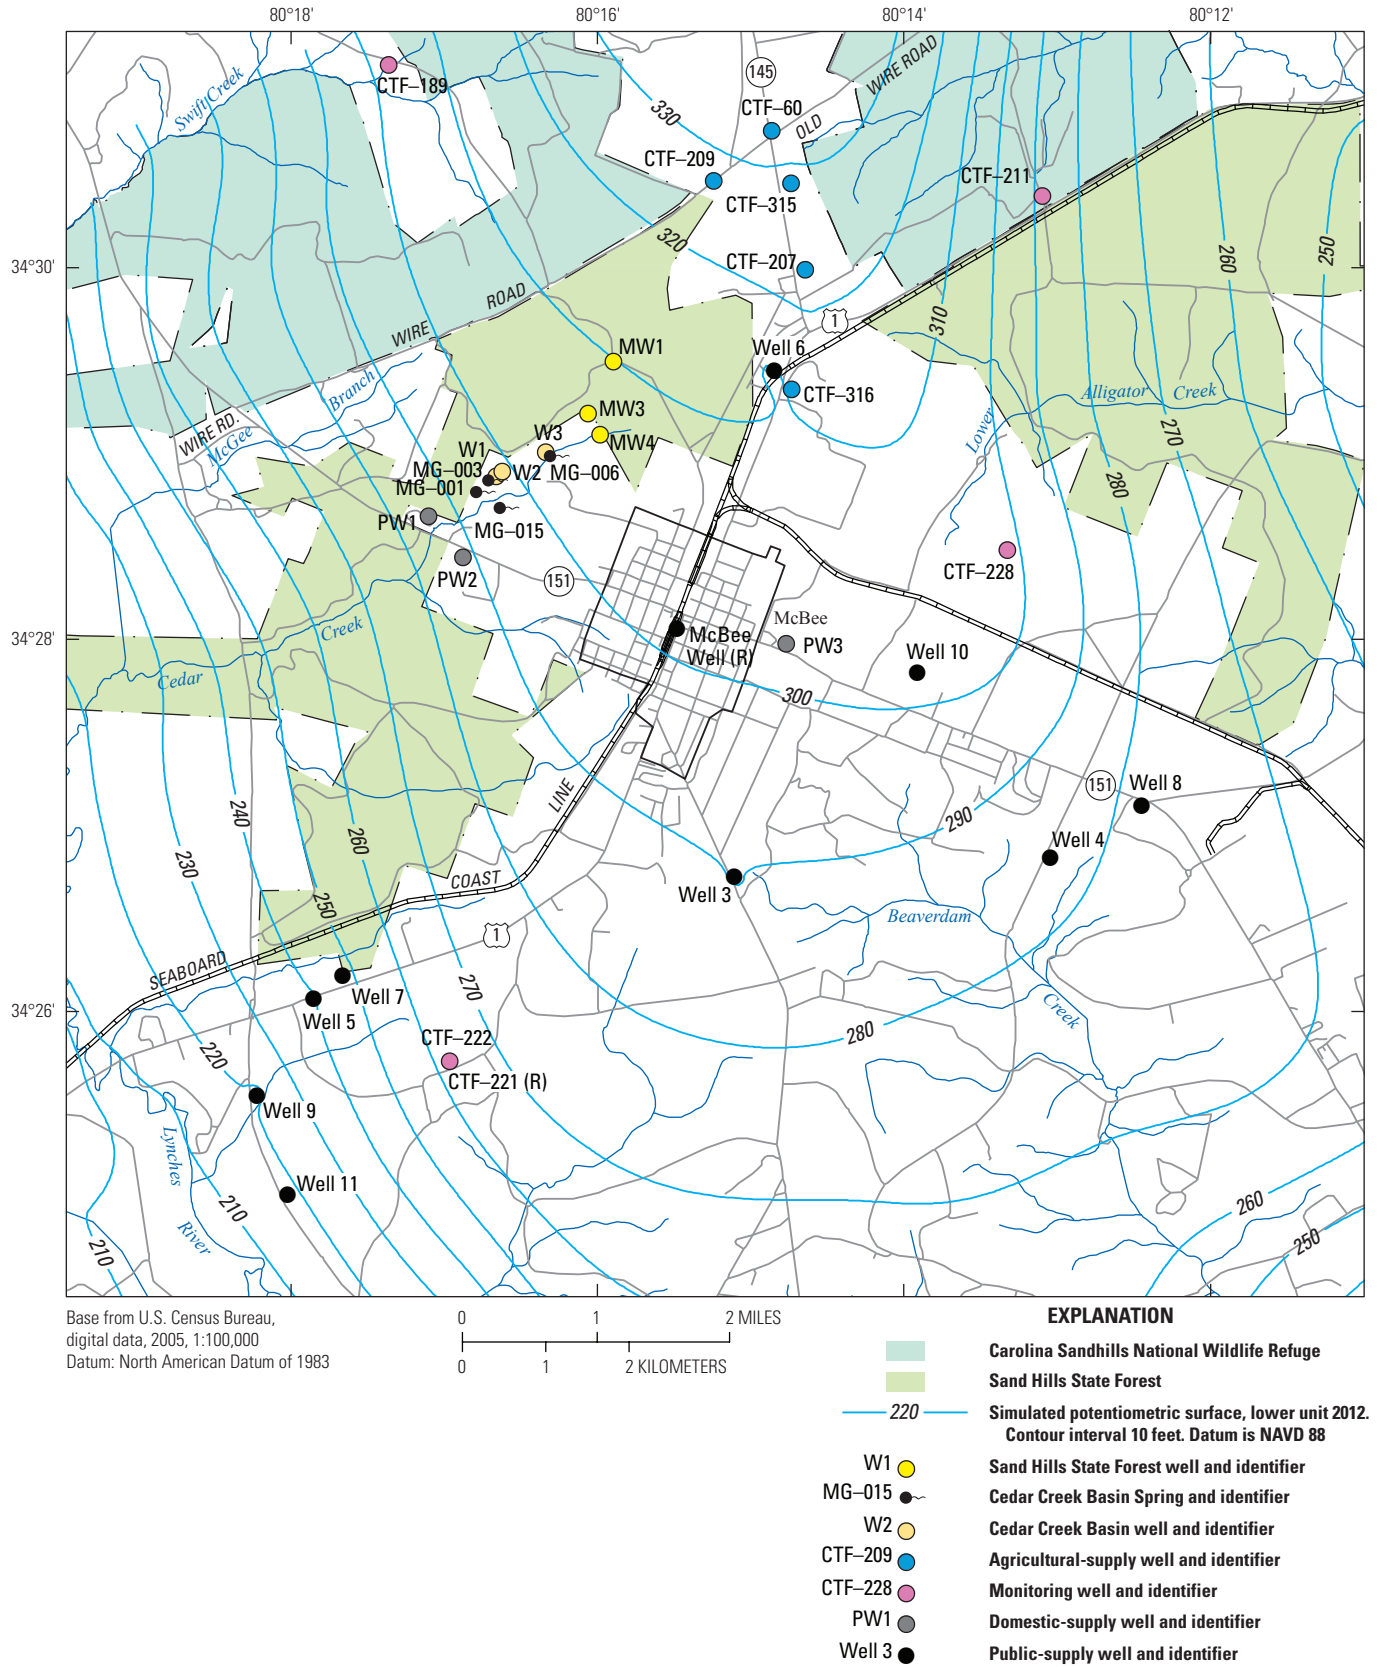 80°18'
80°16'
80°14'
80°12'
145
WIRE ROAD
OLD
CTF–189
Swift Creek
330
CTF–60
CTF–209
CTF–211
CTF–315
320
CTF–207
260
250
34°30'
ROAD
WIRE
1
310
MW1
Well 6
Branch
CTF–316
Alligator Creek
MW3
WIRE RD.
McGee
W3
MW4
Lower
270
W1
MG–003
W2
MG–006
MG–001
280
PW1
MG–015
CTF–228
PW2
151
McBee
34°28'
Creek
McBee
Well (R)
PW3
Well 10
Cedar
300
LINE
151
Well 8
240
290
260
Well 4
230
COAST
Well 3
250
Beaverdam
1
SEABOARD
270
Well 7
Creek
34°26'
Well 5
280
CTF–222
220
CTF–221 (R)
Well 9
Lynches
Well 11
260
210
River
250
210
Base from U.S. Census Bureau,
digital data, 2005, 1:100,000
Datum: North American Datum of 1983
0 1 2 MILES
0 1 2 KILOMETERS
EXPLANATION
Carolina Sandhills National Wildlife Refuge
Sand Hills State Forest
220 Simulated potentiometric surface, lower unit 2012.
Contour interval 10 feet. Datum is NAVD 88
W1 Sand Hills State Forest well and identifier
MG–015 Cedar Creek Basin Spring and identifier
W2 Cedar Creek Basin well and identifier
CTF–209 Agricultural-supply well and identifier
CTF–228 Monitoring well and identifier
PW1 Domestic-supply well and identifier
Well 3 Public-supply well and identifier